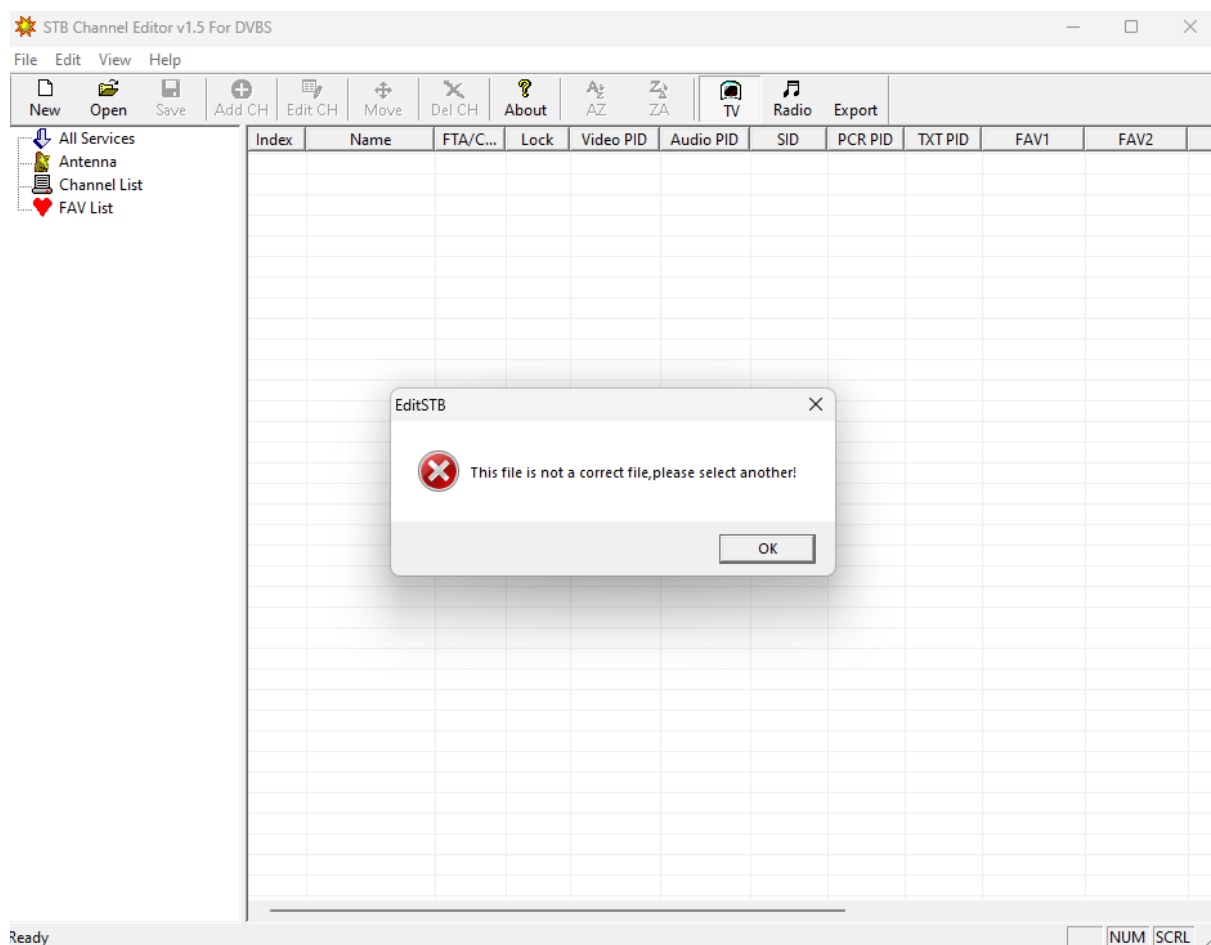 STB Channel Editor v1.5 For DVBS
File Edit View Help
New Open Save Add CH Edit CH Move Del CH About AZ ZA TV Radio Export
All Services
Antenna
Channel List
FAV List
Index Name FTA/C... Lock Video PID Audio PID SID PCR PID TXT PID FAV1 FAV2
EditSTB
This file is not a correct file,please select another!
OK
Ready NUM SCRL